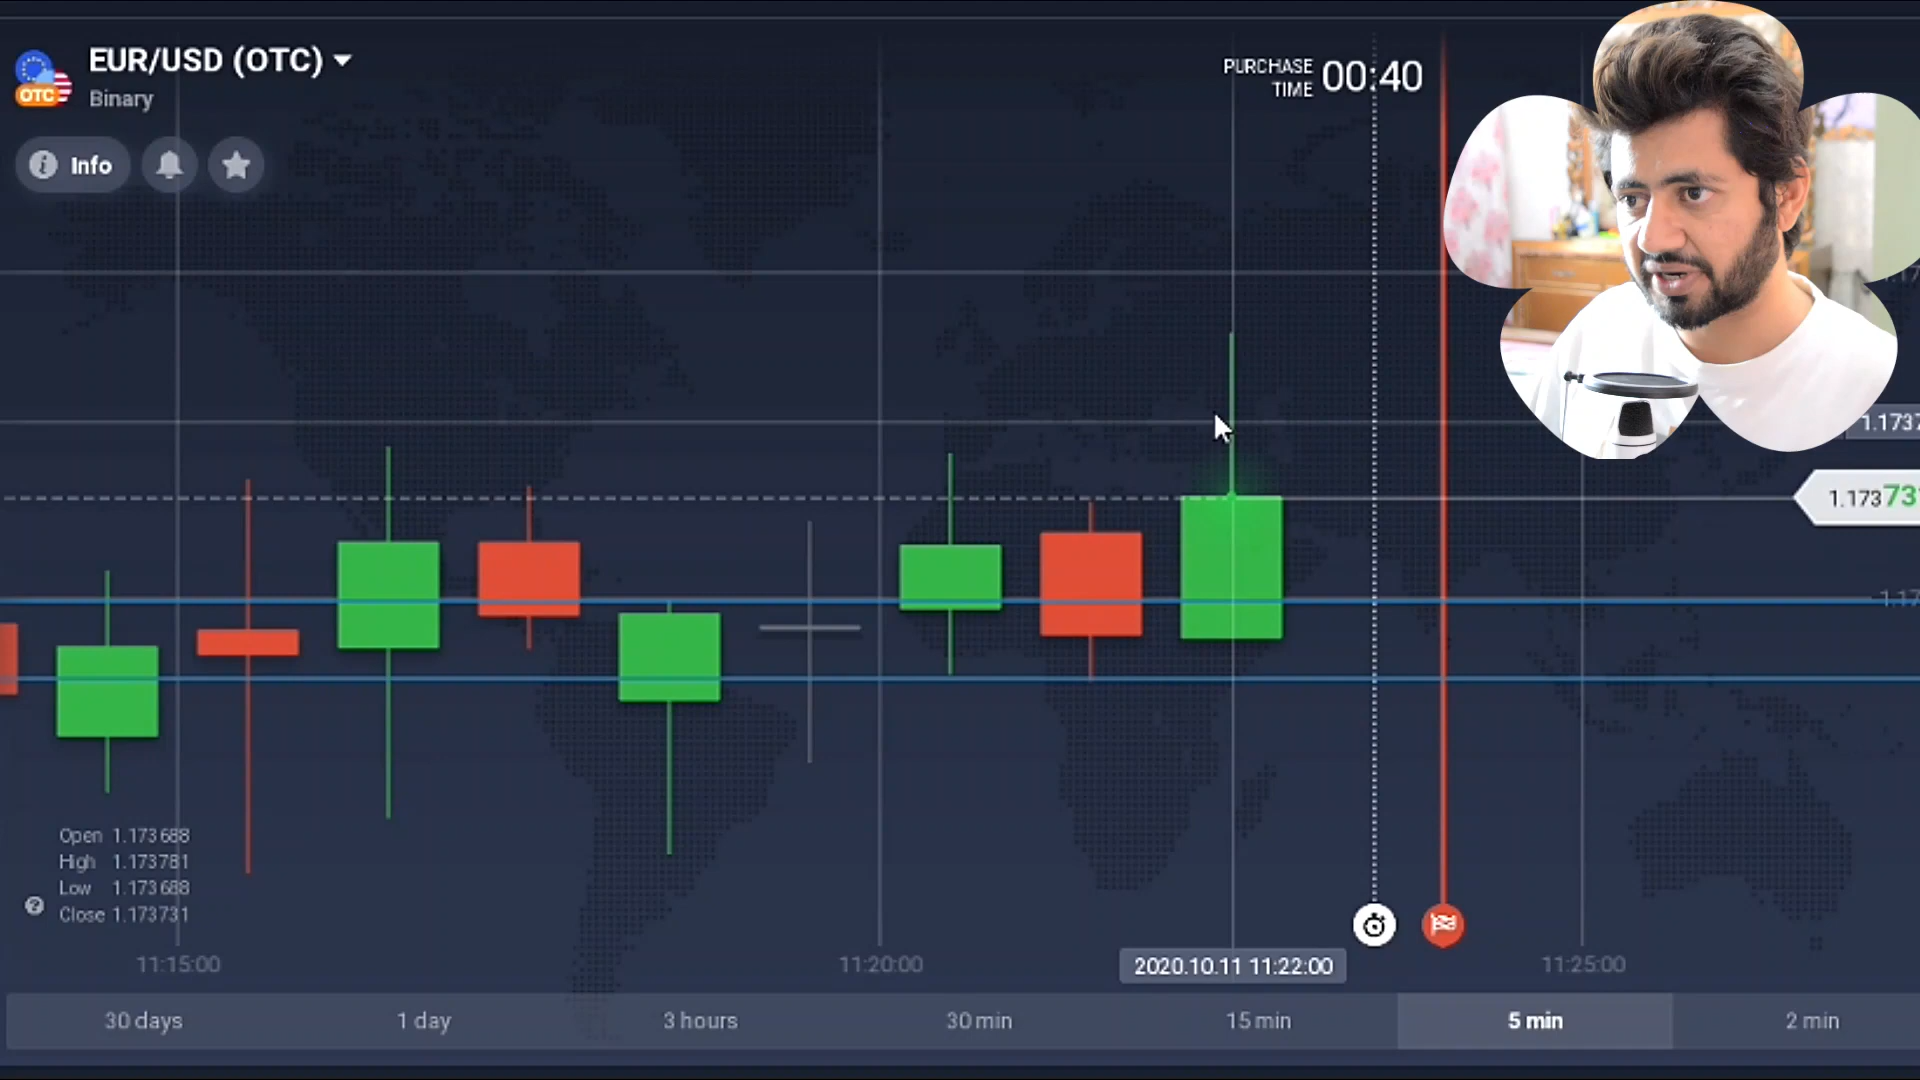 EUR/USD (OTC)
Binary
OTC
Info
PURCHASE
TIME 00:40
1.1737
1.17373
Open 1.173688
High 1.173781
Low 1.173688
Close 1.173731
11:15:00
11:20:00
2020.10.11 11:22:00
11:25:00
30 days
1 day
3 hours
30 min
15 min
5 min
2 min